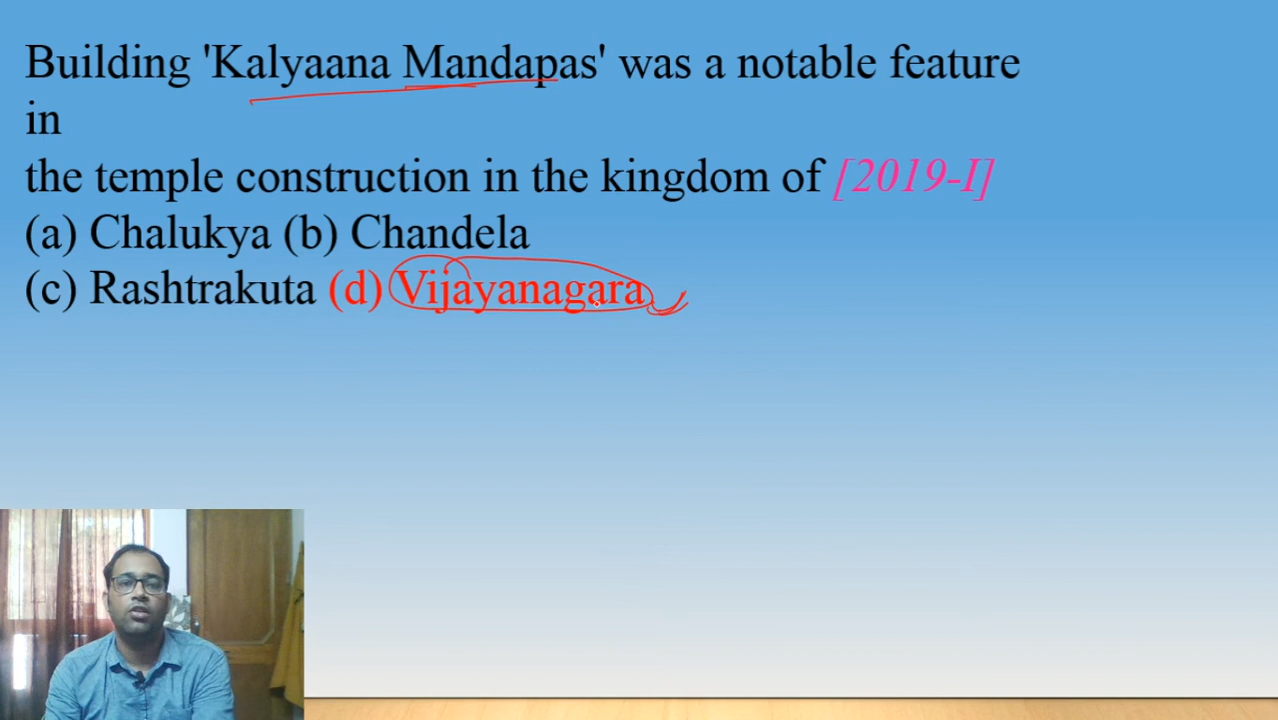 Building 'Kalyaana Mandapas' was a notable feature
in
the temple construction in the kingdom of [2019-I]
(a) Chalukya (b) Chandela
(c) Rashtrakuta (d) Vijayanagara